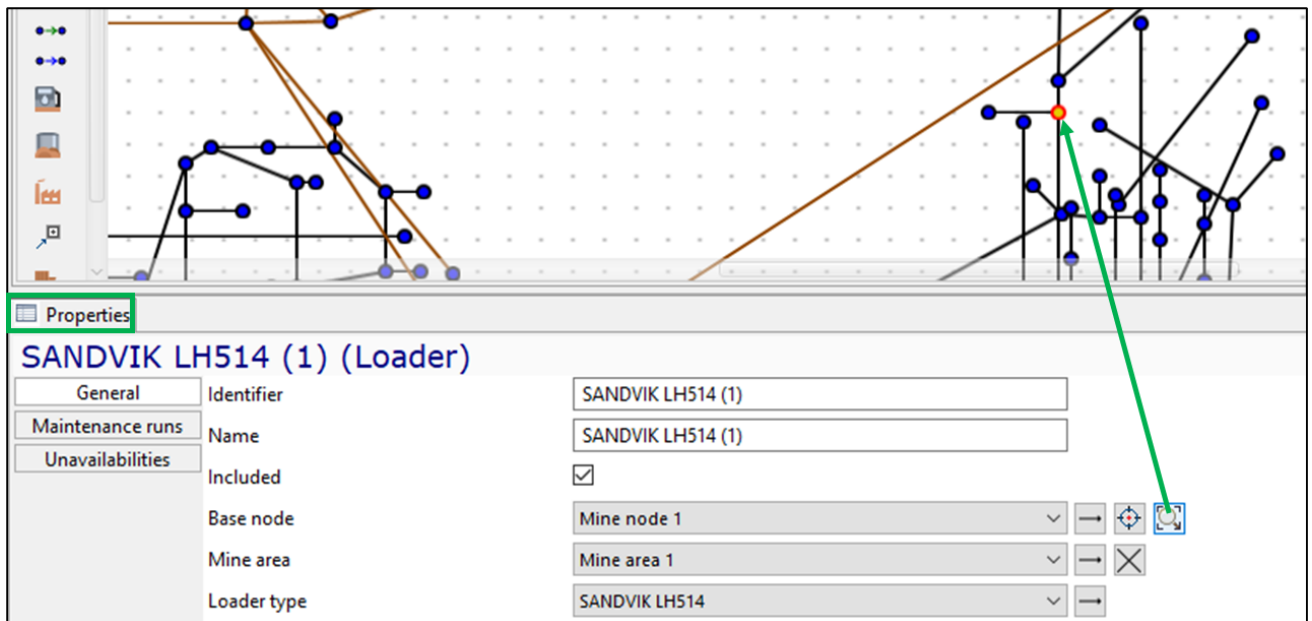 Properties
SANDVIK LH514 (1) (Loader)
General
Identifier
SANDVIK LH514 (1)
Maintenance runs
Name
SANDVIK LH514 (1)
Unavailabilities
Included
Base node
Mine node 1
Mine area
Mine area 1
Loader type
SANDVIK LH514